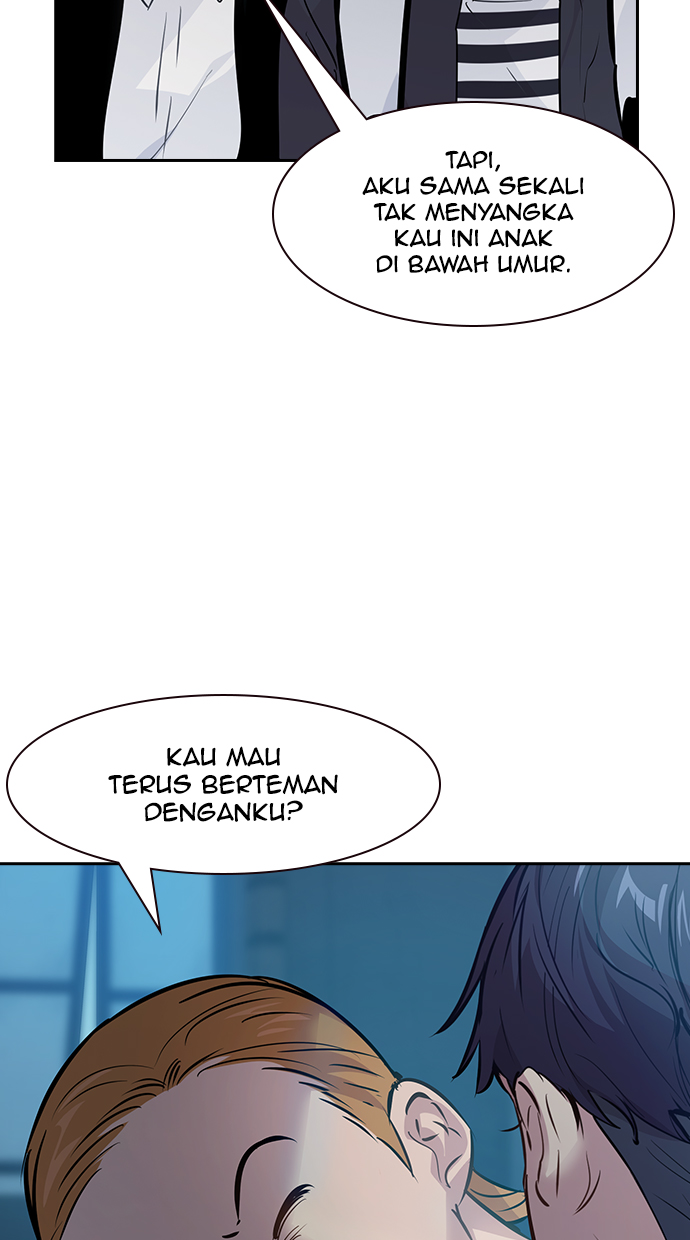 TAPI,
AKU SAMA SEKALI
TAK MENYANGKA
KAU INI ANAK
DI BAWAH UMUR.
KAU MAU
TERUS BERTEMAN
DENGANKU?